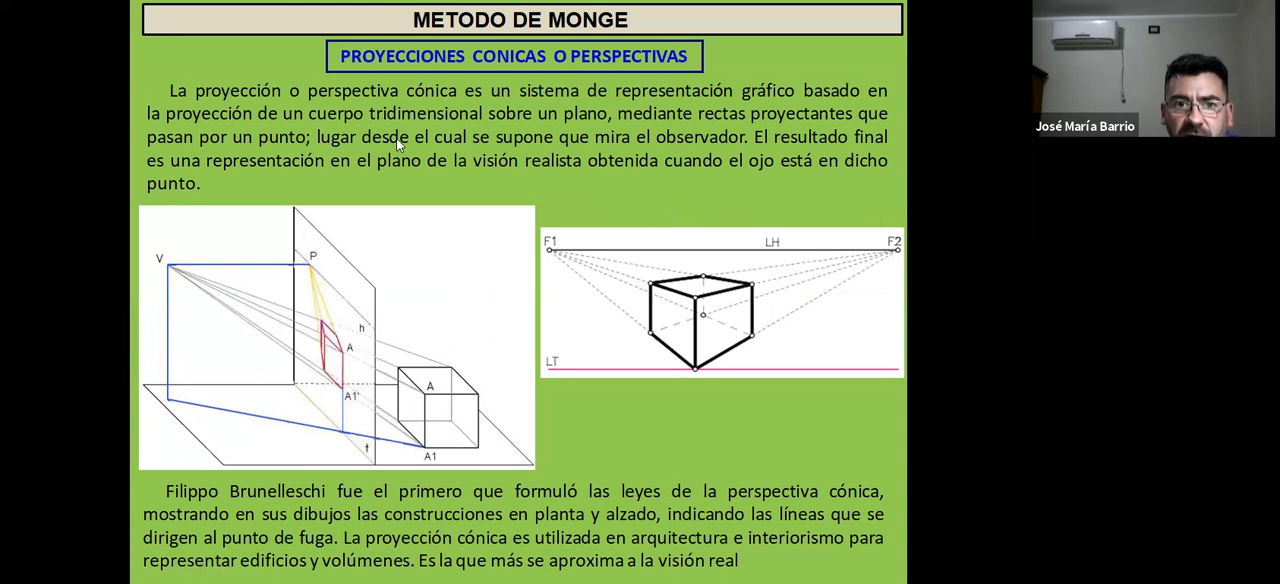 METODO DE MONGE
PROYECCIONES CONICAS O PERSPECTIVAS
La proyección o perspectiva cónica es un sistema de representación gráfico basado en
la proyección de un cuerpo tridimensional sobre un plano, mediante rectas proyectantes que
pasan por un punto; lugar desde el cual se supone que mira el observador. El resultado final
es una representación en el plano de la visión realista obtenida cuando el ojo está en dicho
punto.
V
P
h
A
A1'
A
t
A1
F1
LH
F2
LT
Filippo Brunelleschi fue el primero que formuló las leyes de la perspectiva cónica,
mostrando en sus dibujos las construcciones en planta y alzado, indicando las líneas que se
dirigen al punto de fuga. La proyección cónica es utilizada en arquitectura e interiorismo para
representar edificios y volúmenes. Es la que más se aproxima a la visión real
José María Barrio